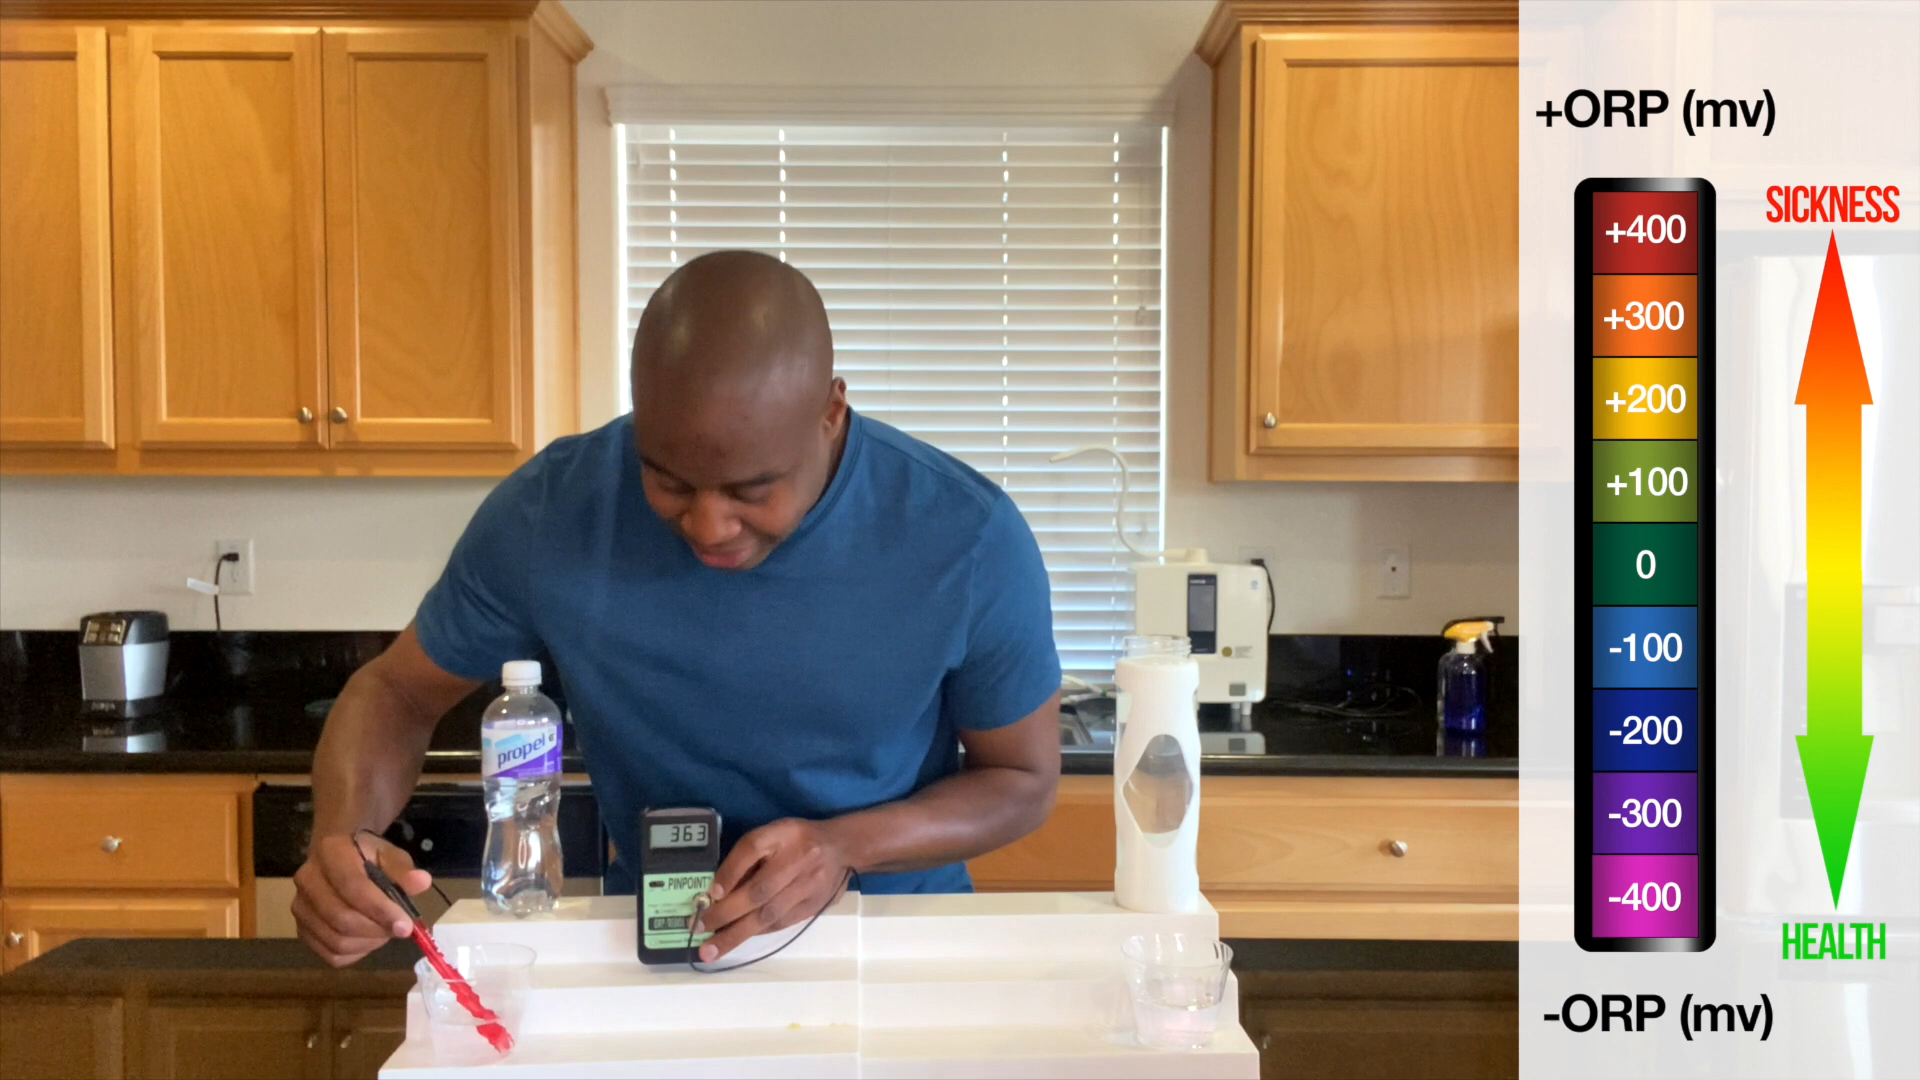 +ORP (mv)
SICKNESS
+400
+300
+200
+100
0
-100
-200
-300
-400
HEALTH
-ORP (mv)
propel
363
PINPOINT